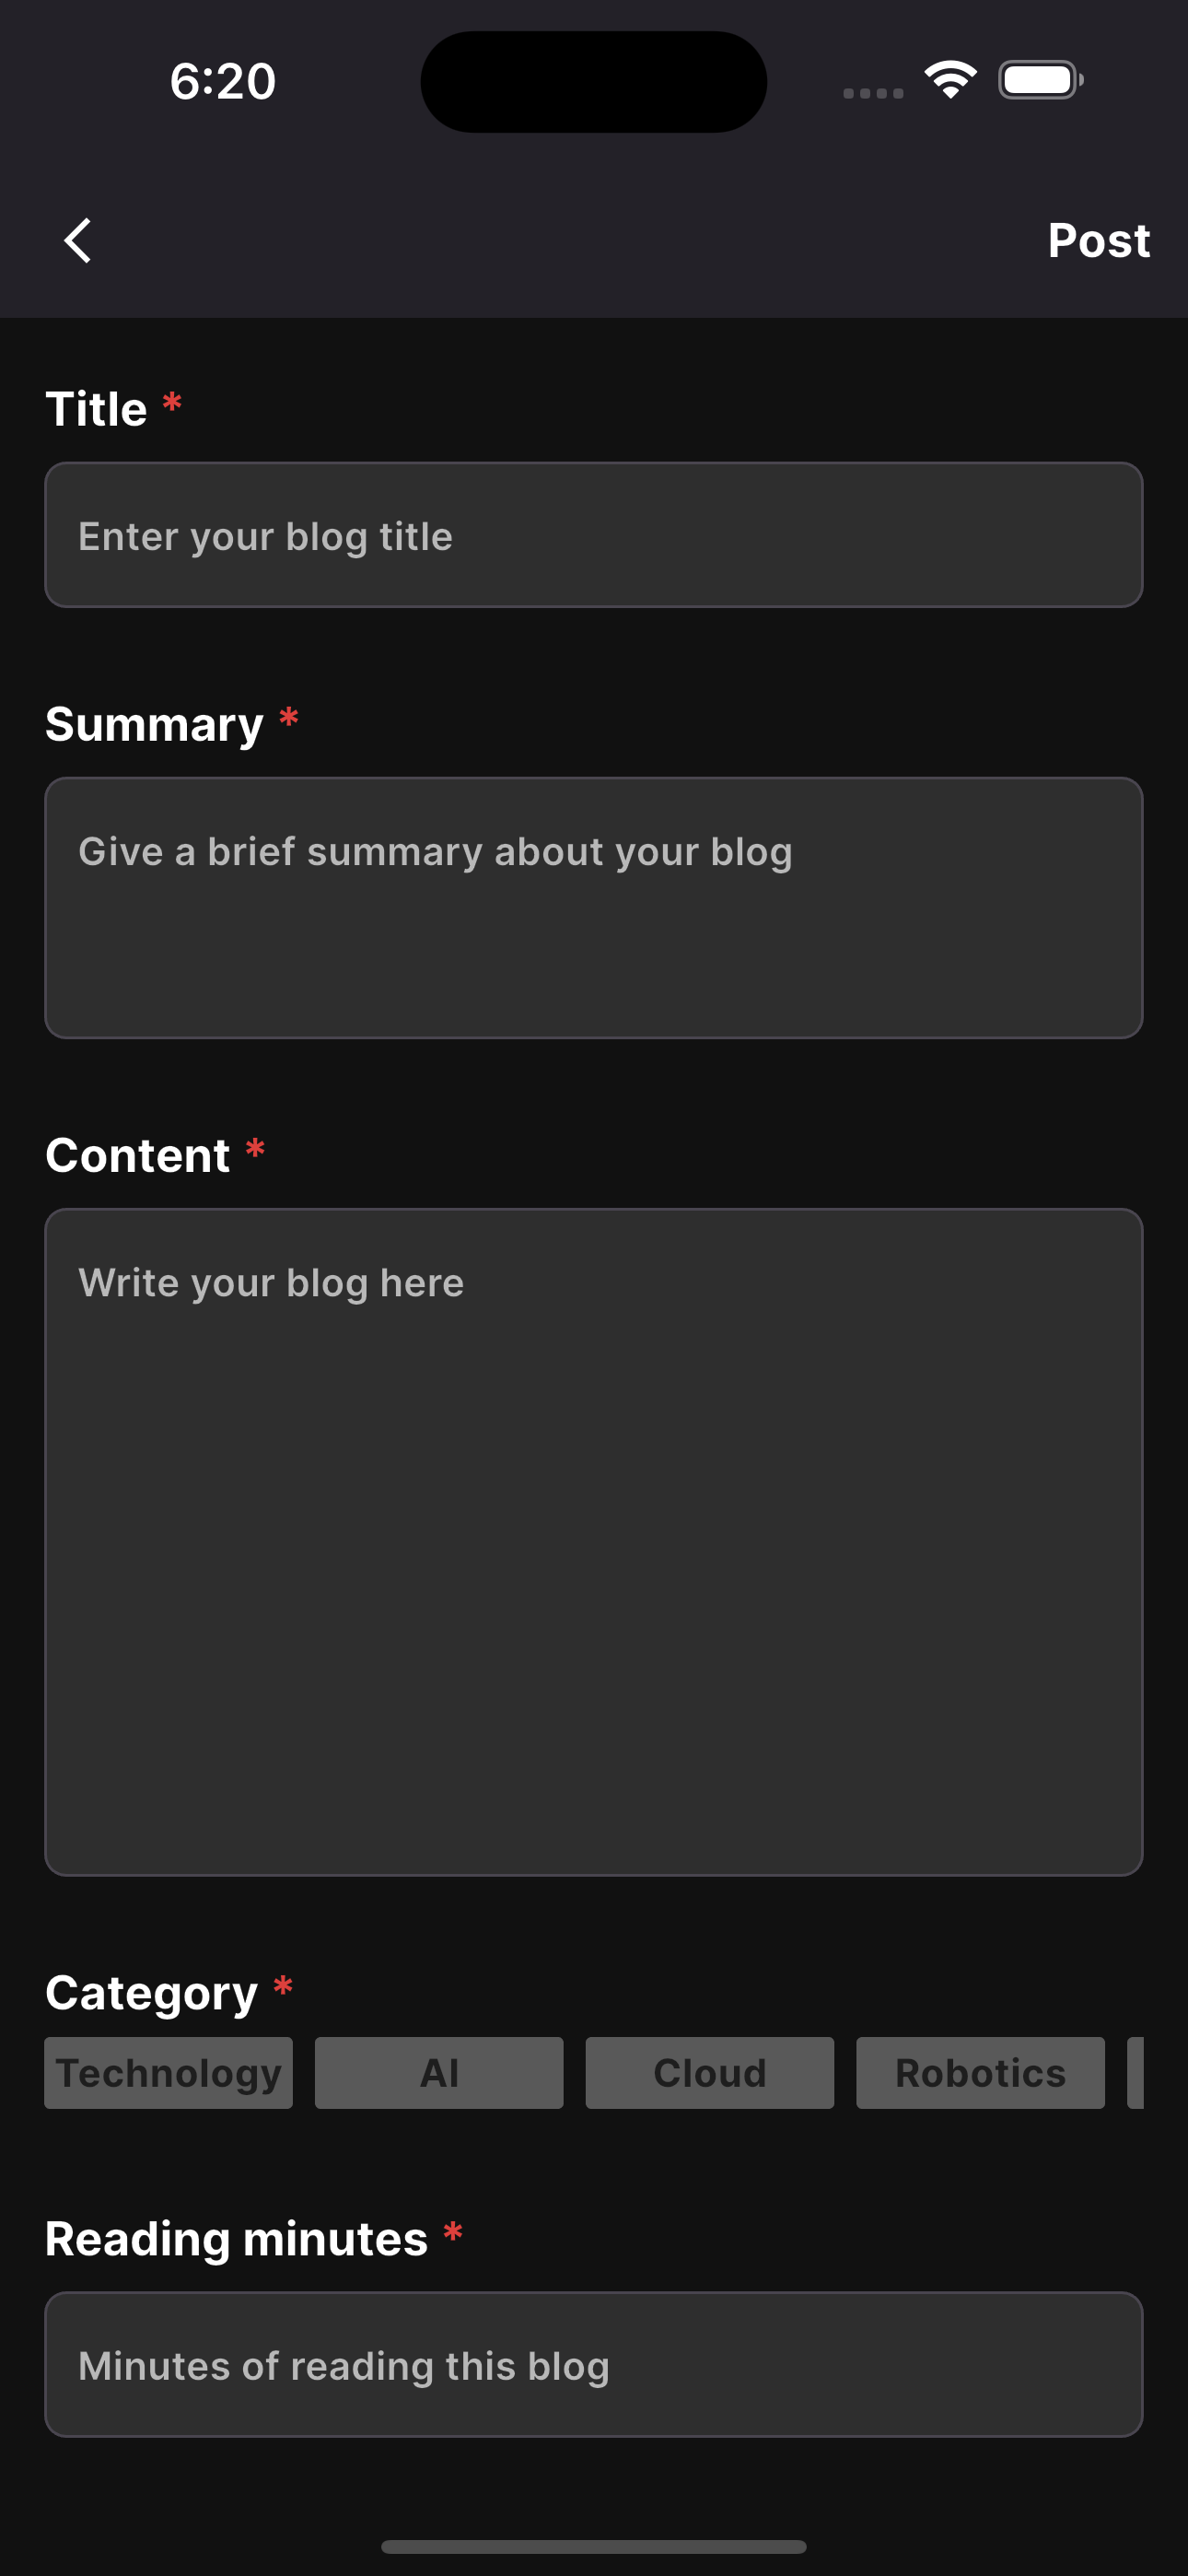 6:20
Post
Title *
Enter your blog title
Summary *
Give a brief summary about your blog
Content *
Write your blog here
Category *
Technology AI Cloud Robotics
Reading minutes *
Minutes of reading this blog